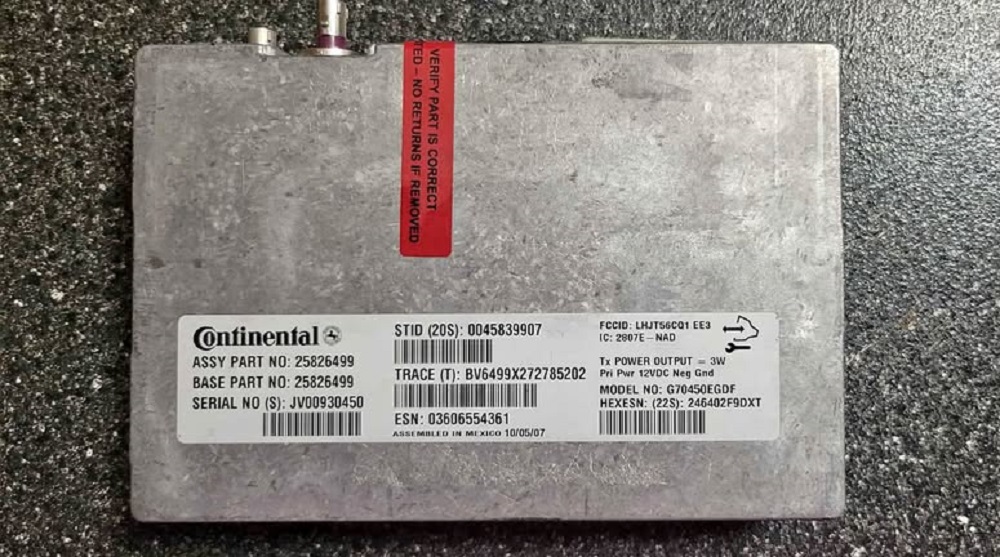 VERIFY PART IS CORRECT
TED - NO RETURNS IF REMOVED
Continental
ASSY PART NO: 25826499
BASE PART NO: 25826499
SERIAL NO (S): JV00930450
STID (20S): 0045839907
TRACE (T): BV6499X272785202
ESN: 03606554361
ASSEMBLED IN MEXICO 10/05/07
FCCID: LHJT56CQ1 EE3
IC: 2807E-NAD
Tx POWER OUTPUT = 3W
Pri Pwr 12VDC Neg Gnd
MODEL NO: G70450EGDF
HEXESN: (22S): 246402F9DXT